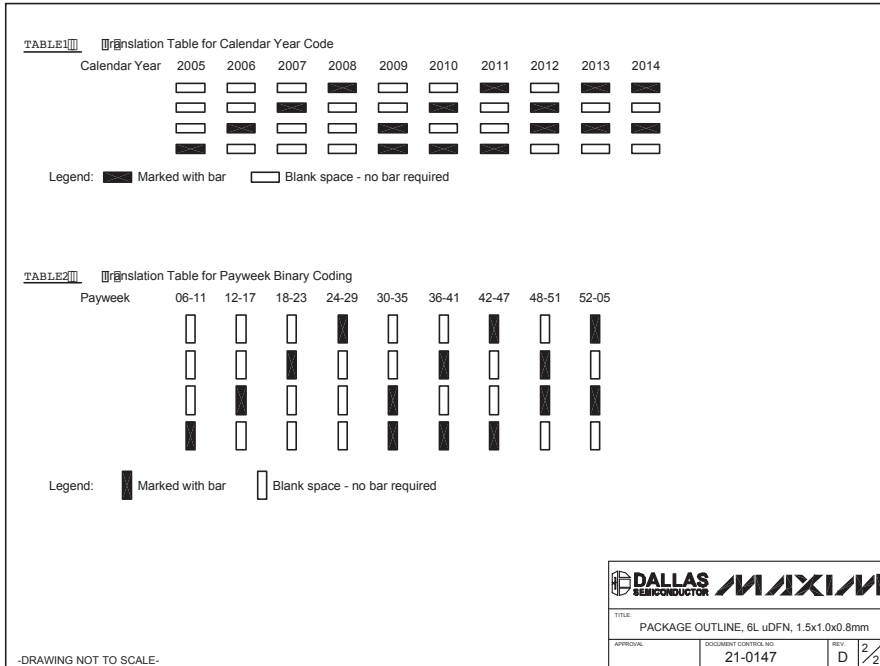 TABLE1 Translation Table for Calendar Year Code
Calendar Year 2005 2006 2007 2008 2009 2010 2011 2012 2013 2014
Legend: Marked with bar Blank space - no bar required
TABLE2 Translation Table for Payweek Binary Coding
Payweek 06-11 12-17 18-23 24-29 30-35 36-41 42-47 48-51 52-05
Legend: Marked with bar Blank space - no bar required
DALLAS SEMICONDUCTOR MAXIM
TITLE:
PACKAGE OUTLINE, 6L uDFN, 1.5x1.0x0.8mm
APPROVAL DOCUMENT CONTROL NO. REV.
21-0147 D 2/2
-DRAWING NOT TO SCALE-